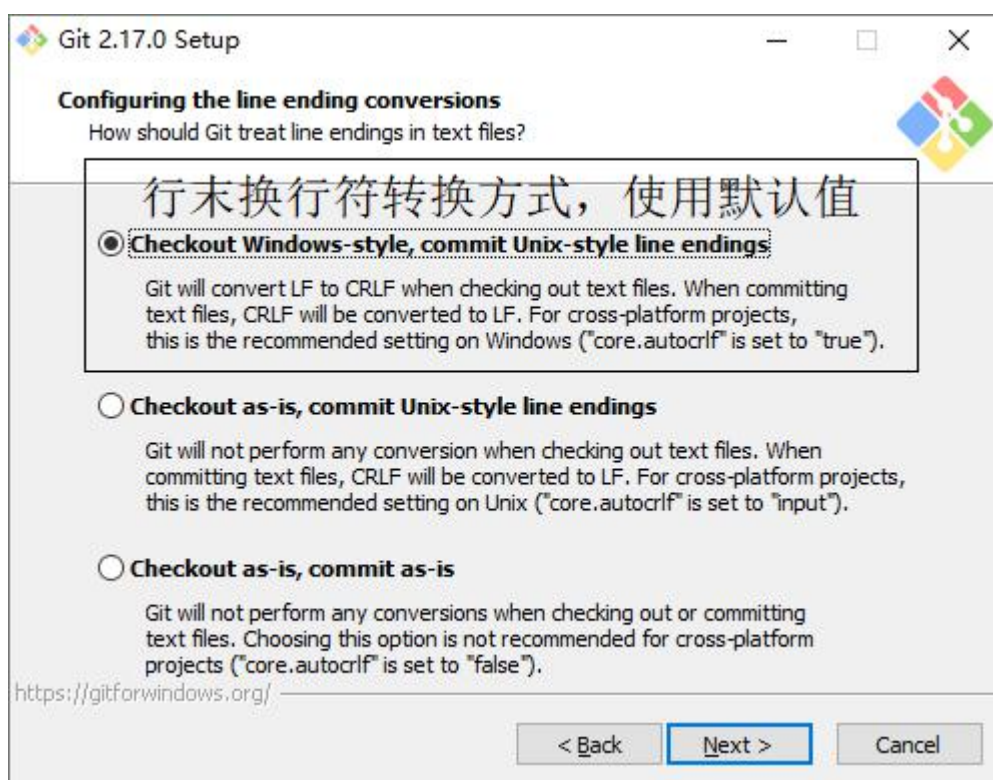 Git 2.17.0 Setup
Configuring the line ending conversions
How should Git treat line endings in text files?
行末换行符转换方式，使用默认值
Checkout Windows-style, commit Unix-style line endings
Git will convert LF to CRLF when checking out text files. When committing
text files, CRLF will be converted to LF. For cross-platform projects,
this is the recommended setting on Windows ("core.autocrlf" is set to "true").
Checkout as-is, commit Unix-style line endings
Git will not perform any conversion when checking out text files. When
committing text files, CRLF will be converted to LF. For cross-platform projects,
this is the recommended setting on Unix ("core.autocrlf" is set to "input").
Checkout as-is, commit as-is
Git will not perform any conversions when checking out or committing
text files. Choosing this option is not recommended for cross-platform
projects ("core.autocrlf" is set to "false").
https://gitforwindows.org/
< Back Next > Cancel